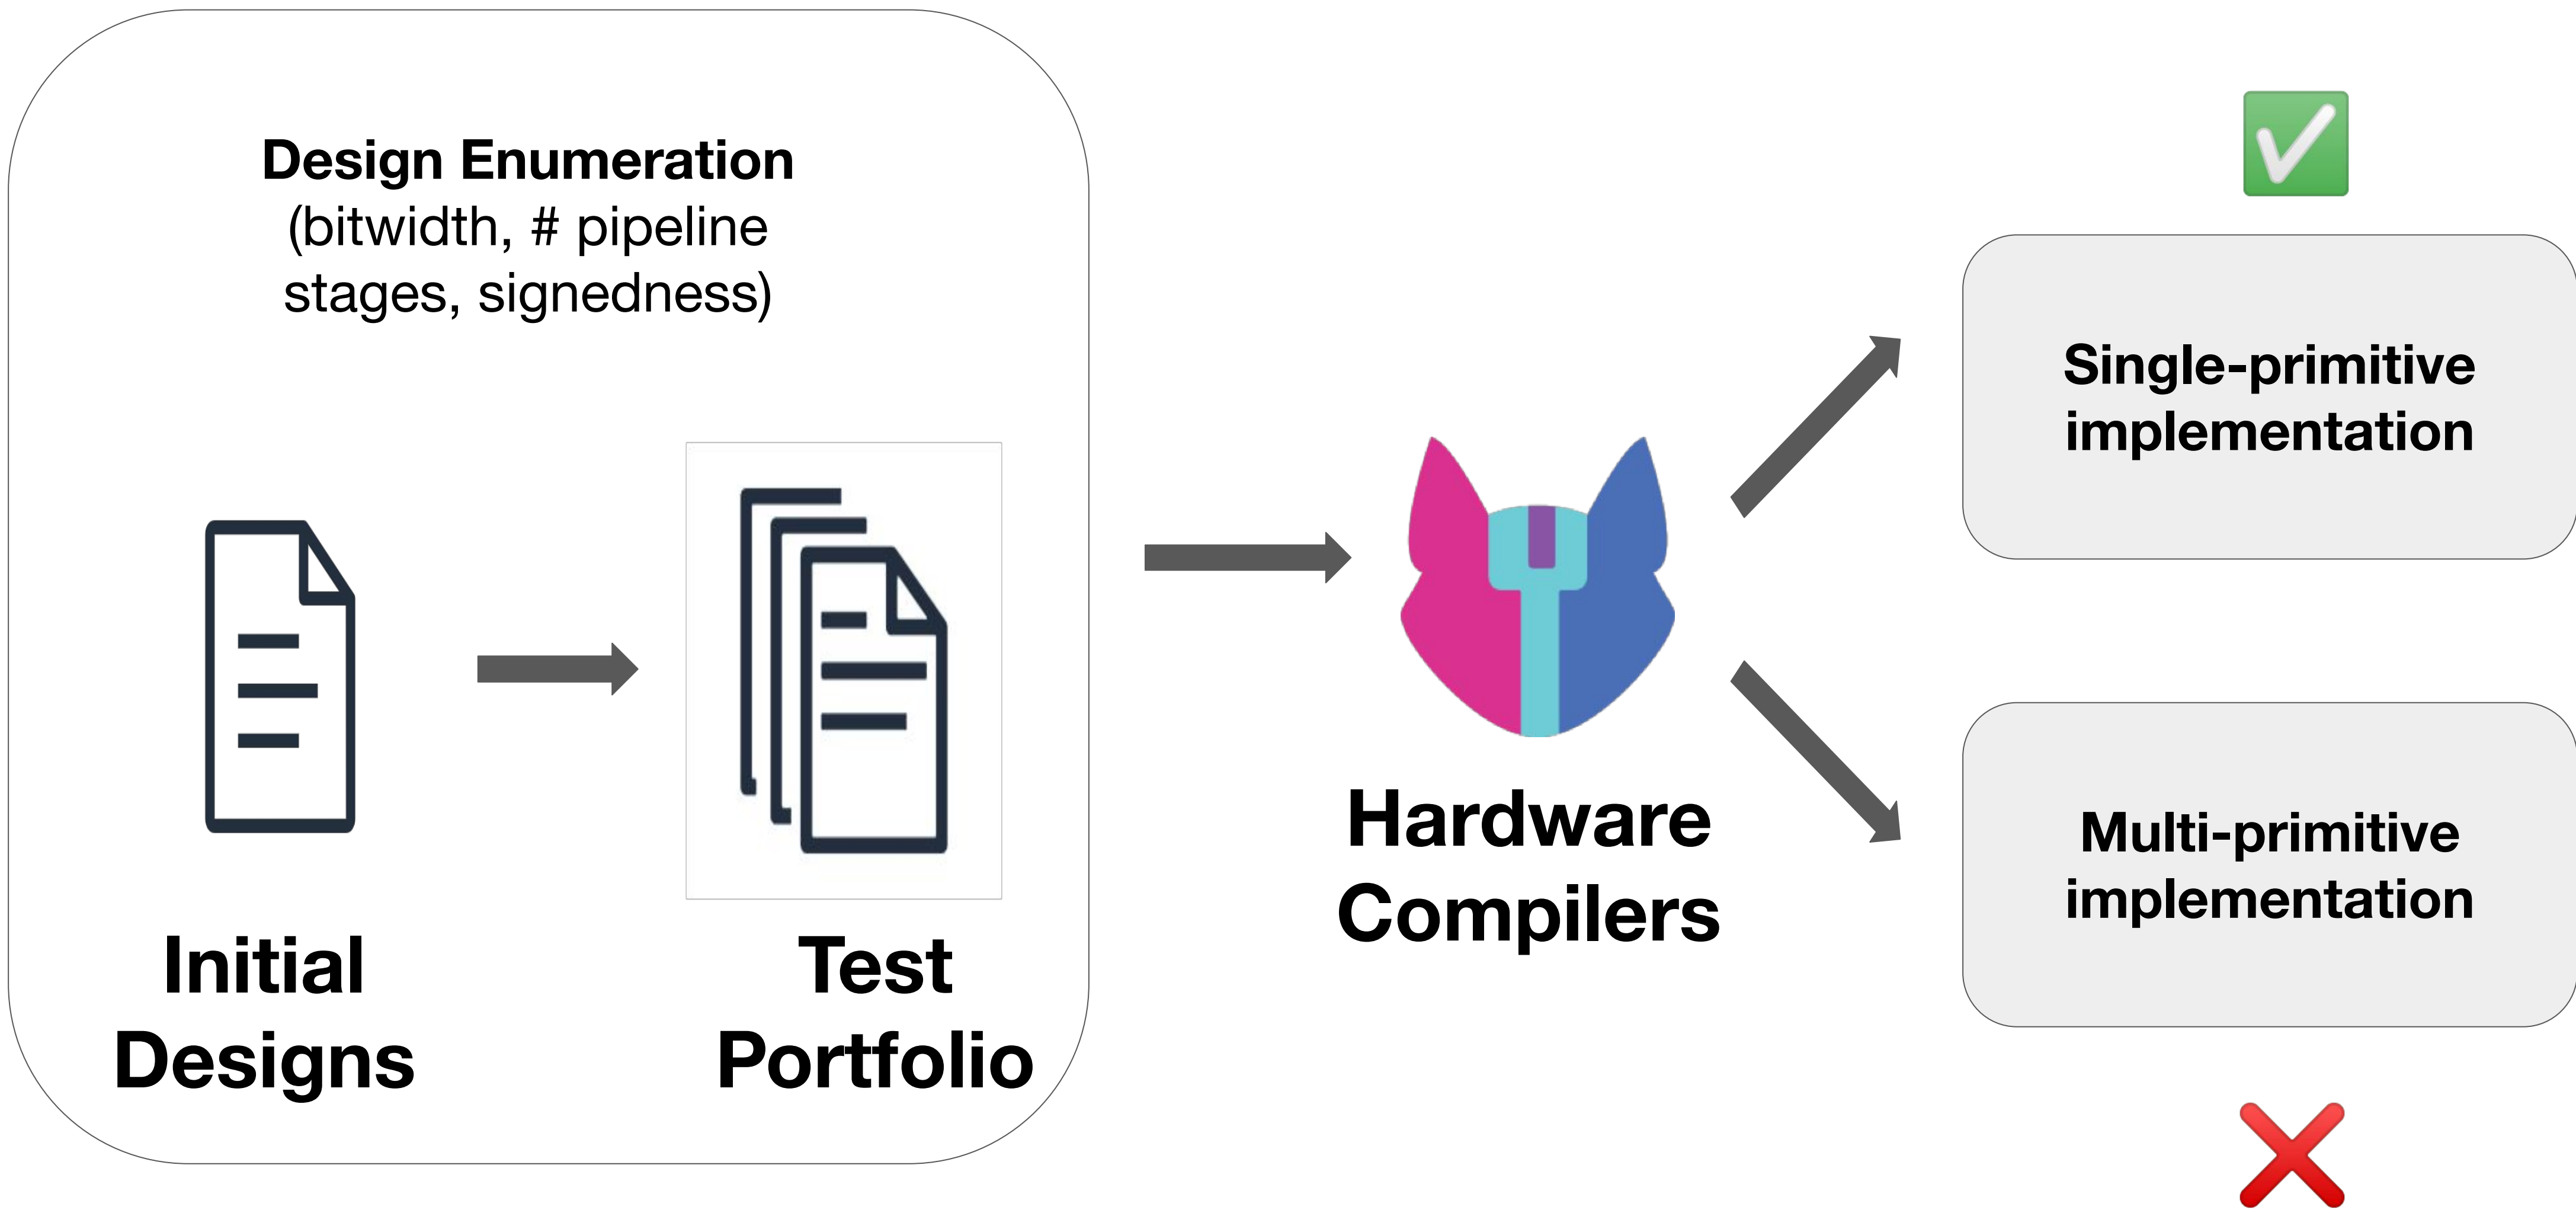 Design Enumeration
(bitwidth, # pipeline
stages, signedness)
Initial
Designs
Test
Portfolio
Hardware
Compilers
Single-primitive
implementation
Multi-primitive
implementation